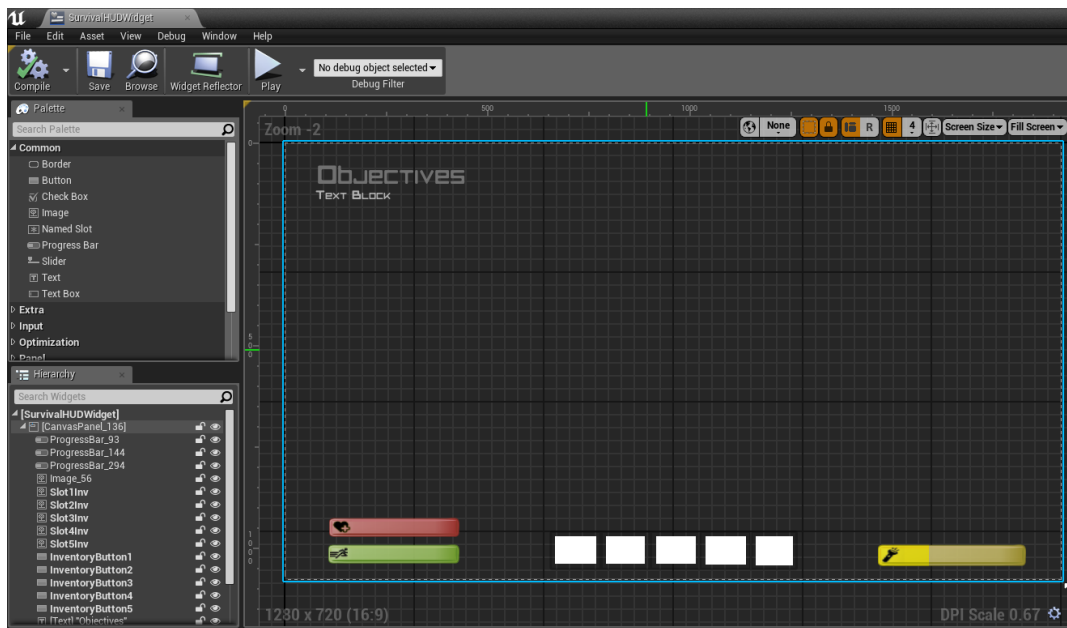 SurvivalHUDWidget
File Edit Asset View Debug Window Help
Compile Save Browse Widget Reflector Play
No debug object selected
Debug Filter
Palette
Search Palette
Common
Border
Button
Check Box
Image
Named Slot
Progress Bar
Slider
Text
Text Box
Extra
Input
Optimization
Panel
Hierarchy
Search Widgets
[SurvivalHUDWidget]
[CanvasPanel_136]
ProgressBar_93
ProgressBar_144
ProgressBar_294
Image_56
Slot1Inv
Slot2Inv
Slot3Inv
Slot4Inv
Slot5Inv
InventoryButton1
InventoryButton2
InventoryButton3
InventoryButton4
InventoryButton5
[Text] "Objectives"
0 500 1000 1500
Zoom -2
None R 4 Screen Size Fill Screen
0
Objectives
Text Block
500
1000
1280 x 720 (16:9)
DPI Scale 0.67